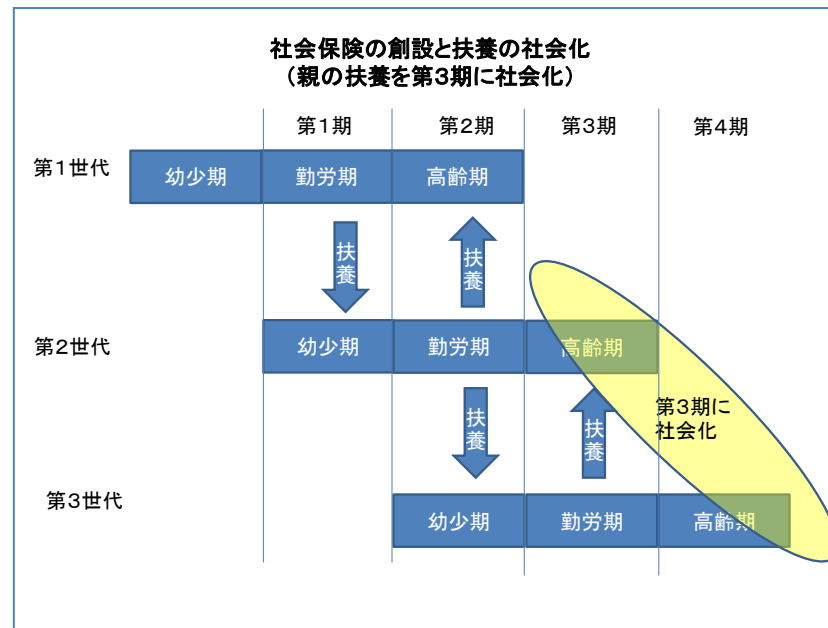 社会保険の創設と扶養の社会化
(親の扶養を第3期に社会化)
第1期
第2期
第3期
第4期
第1世代
幼少期
勤労期
高齢期
扶養
扶養
第2世代
幼少期
勤労期
高齢期
扶養
扶養
第3期に
社会化
第3世代
幼少期
勤労期
高齢期